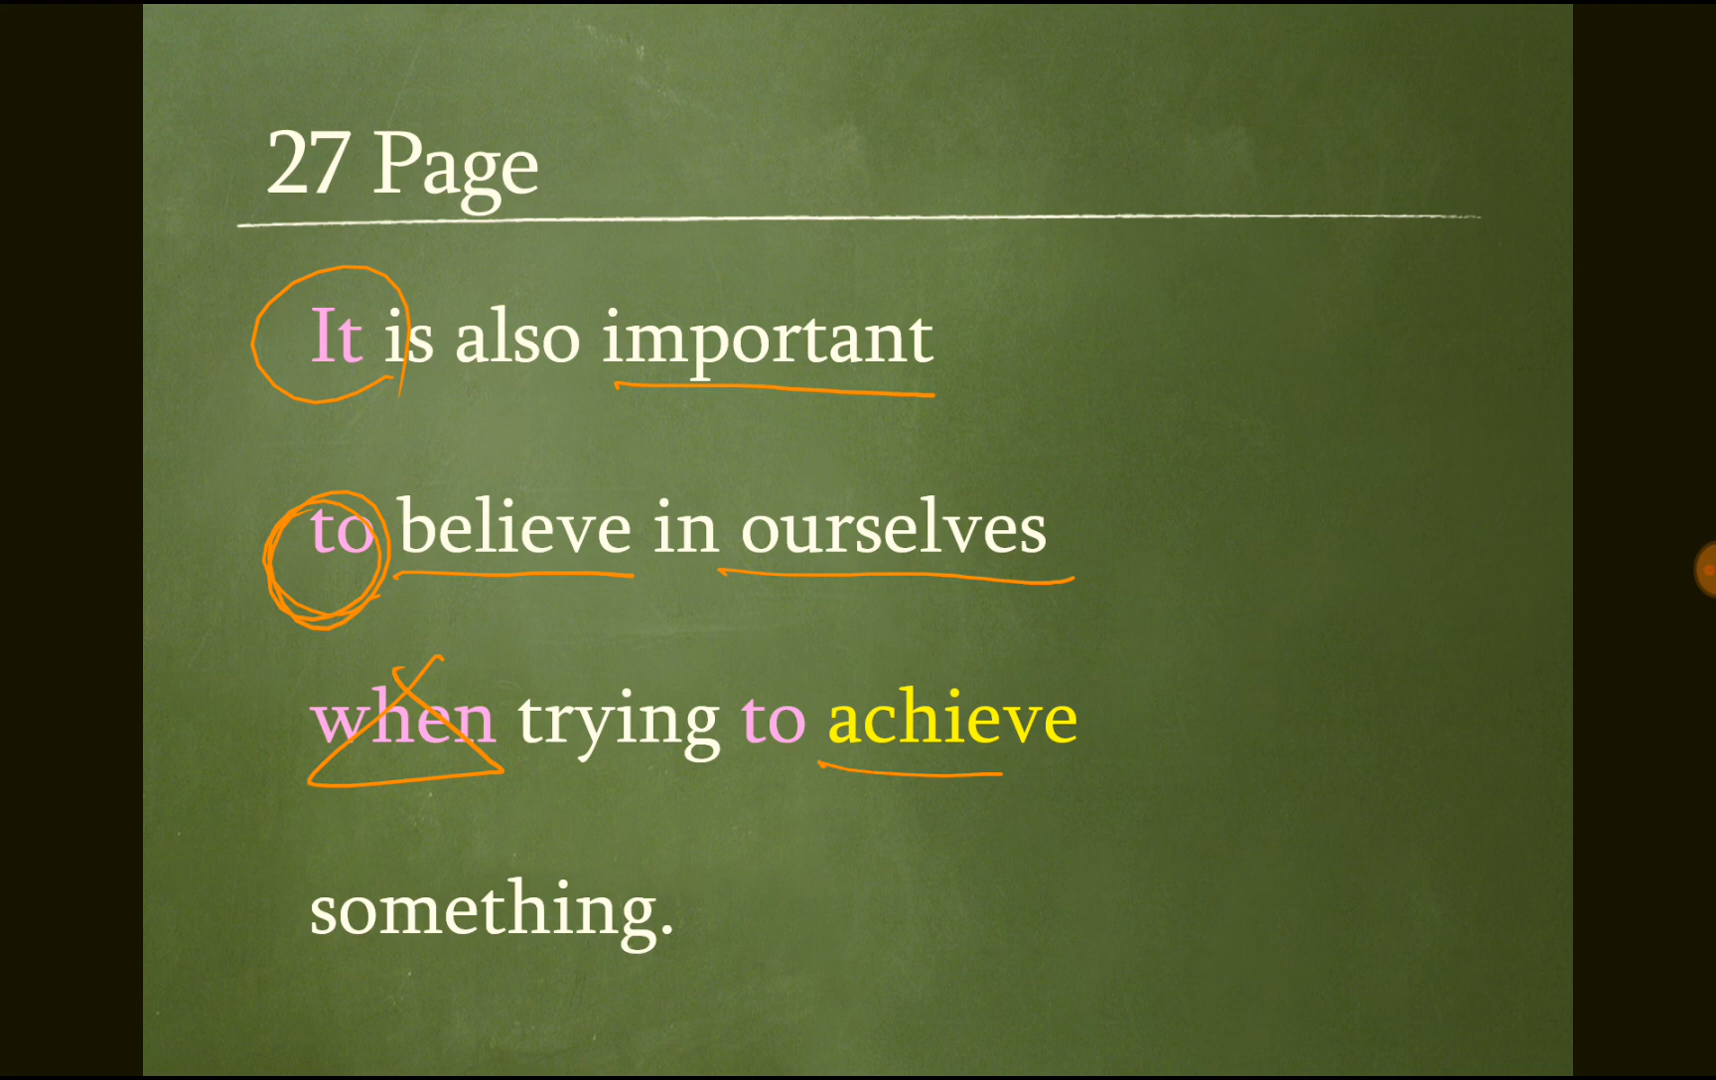 27 Page
It is also important
to believe in ourselves
when trying to achieve
something.